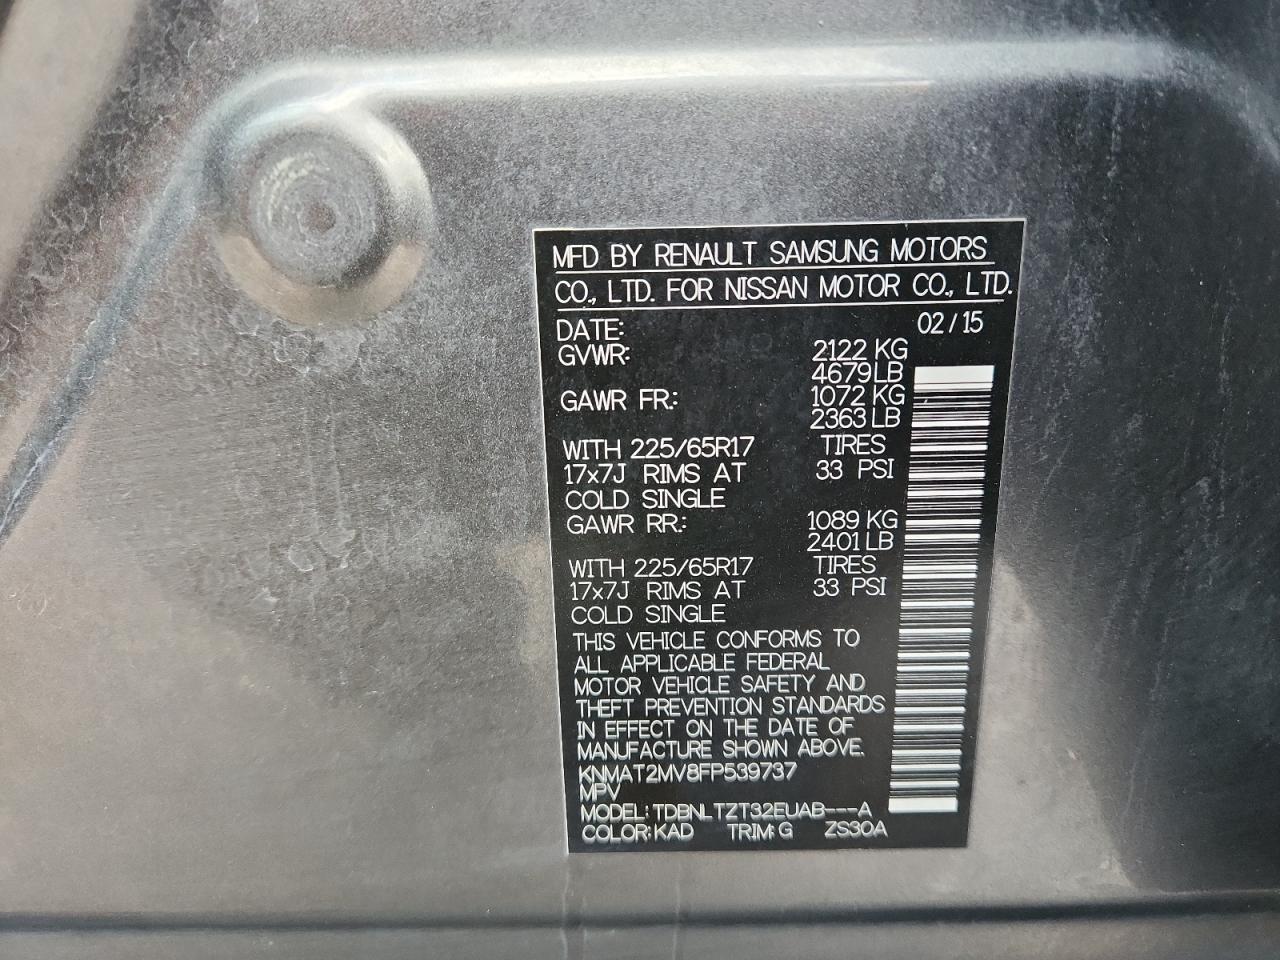 MFD BY RENAULT SAMSUNG MOTORS
CO., LTD. FOR NISSAN MOTOR CO., LTD.
DATE: 02/15
GVWR: 2122 KG
4679 LB
GAWR FR.: 1072 KG
2363 LB
WITH 225/65R17 TIRES
17x7J RIMS AT 33 PSI
COLD SINGLE
GAWR RR.: 1089 KG
2401 LB
WITH 225/65R17 TIRES
17x7J RIMS AT 33 PSI
COLD SINGLE
THIS VEHICLE CONFORMS TO
ALL APPLICABLE FEDERAL
MOTOR VEHICLE SAFETY AND
THEFT PREVENTION STANDARDS
IN EFFECT ON THE DATE OF
MANUFACTURE SHOWN ABOVE.
KNMAT2MV8FP539737
MPV
MODEL: TDBNLTZT32EUAB---A
COLOR: KAD TRIM: G ZS30A